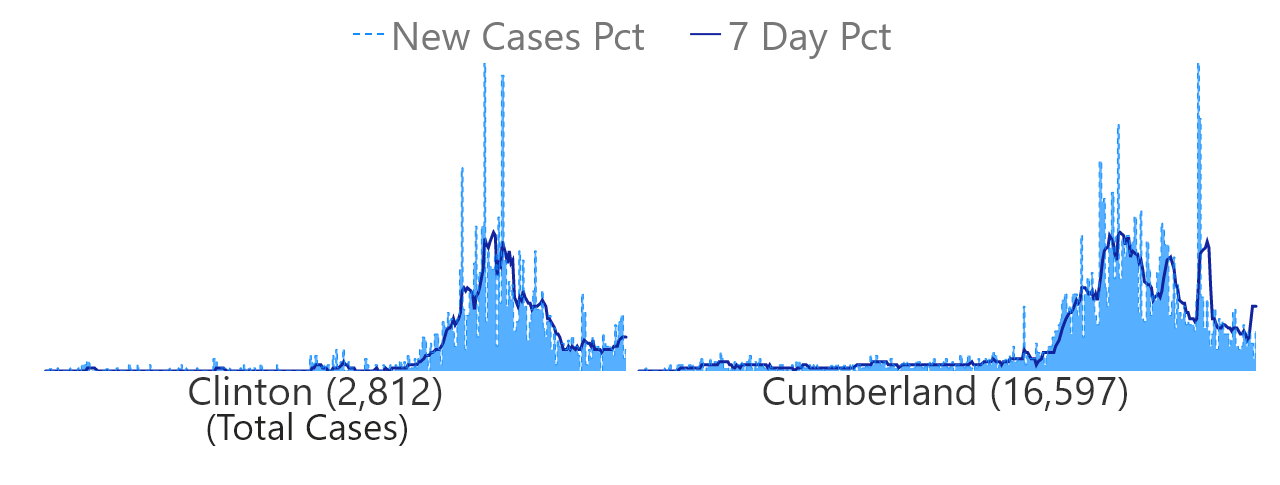 New Cases Pct 7 Day Pct
Clinton (2,812) Cumberland (16,597)
(Total Cases)